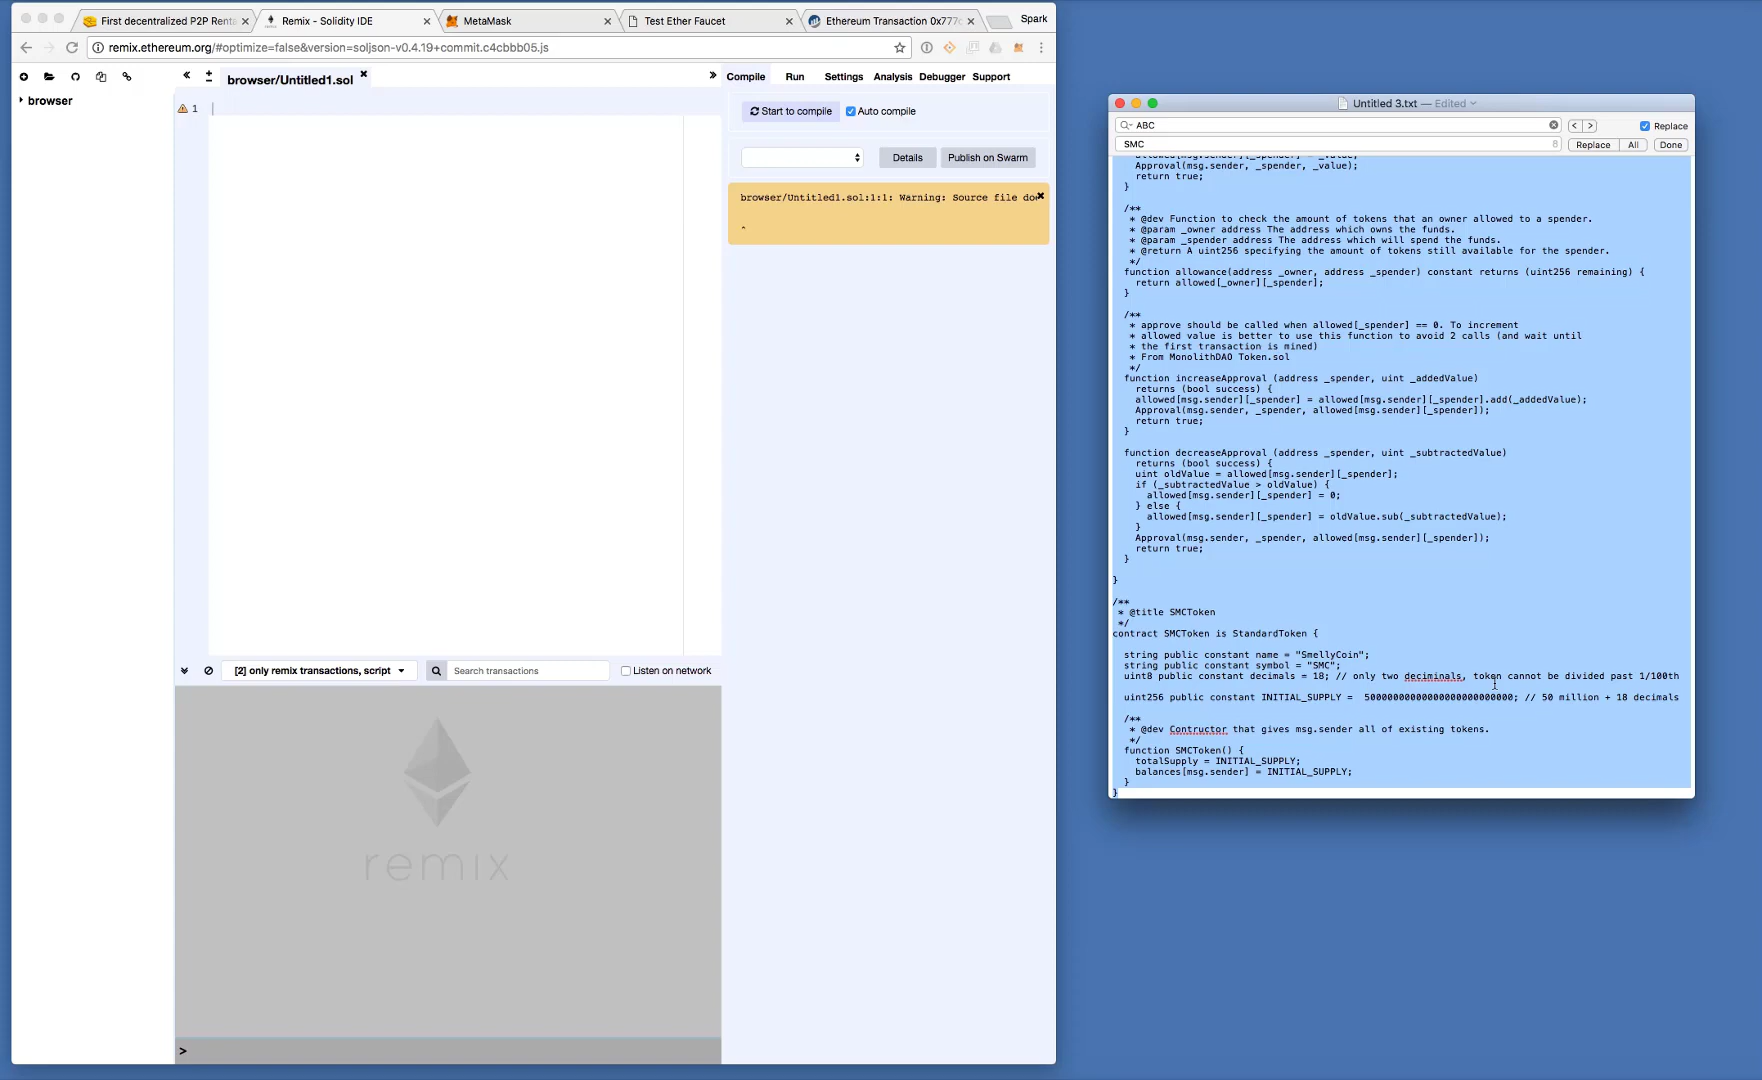 First decentralized P2P Renta
Remix - Solidity IDE
MetaMask
Test Ether Faucet
Ethereum Transaction 0x777c
Spark
remix.ethereum.org/#optimize=false&version=soljson-v0.4.19+commit.c4cbbb05.js
browser
browser/Untitled1.sol
1
Compile Run Settings Analysis Debugger Support
Start to compile
Auto compile
Details
Publish on Swarm
browser/Untitled1.sol:1:1: Warning: Source file do
^
[2] only remix transactions, script
Search transactions
Listen on network
remix
>
Untitled 3.txt — Edited
ABC
Replace
SMC
8
Replace
All
Done
Approval(msg.sender, _spender, _value);
return true;
}
/**
* @dev Function to check the amount of tokens that an owner allowed to a spender.
* @param _owner address The address which owns the funds.
* @param _spender address The address which will spend the funds.
* @return A uint256 specifying the amount of tokens still available for the spender.
*/
function allowance(address _owner, address _spender) constant returns (uint256 remaining) {
return allowed[_owner][_spender];
}
/**
* approve should be called when allowed[_spender] == 0. To increment
* allowed value is better to use this function to avoid 2 calls (and wait until
* the first transaction is mined)
* From MonolithDAO Token.sol
*/
function increaseApproval (address _spender, uint _addedValue)
returns (bool success) {
allowed[msg.sender][_spender] = allowed[msg.sender][_spender].add(_addedValue);
Approval(msg.sender, _spender, allowed[msg.sender][_spender]);
return true;
}
function decreaseApproval (address _spender, uint _subtractedValue)
returns (bool success) {
uint oldValue = allowed[msg.sender][_spender];
if (_subtractedValue > oldValue) {
allowed[msg.sender][_spender] = 0;
} else {
allowed[msg.sender][_spender] = oldValue.sub(_subtractedValue);
}
Approval(msg.sender, _spender, allowed[msg.sender][_spender]);
return true;
}
}
/**
* @title SMCToken
*/
contract SMCToken is StandardToken {
string public constant name = "SmellyCoin";
string public constant symbol = "SMC";
uint8 public constant decimals = 18; // only two deciminals, token cannot be divided past 1/100th
uint256 public constant INITIAL_SUPPLY = 50000000000000000000000000; // 50 million + 18 decimals
/**
* @dev Contructor that gives msg.sender all of existing tokens.
*/
function SMCToken() {
totalSupply = INITIAL_SUPPLY;
balances[msg.sender] = INITIAL_SUPPLY;
}
}